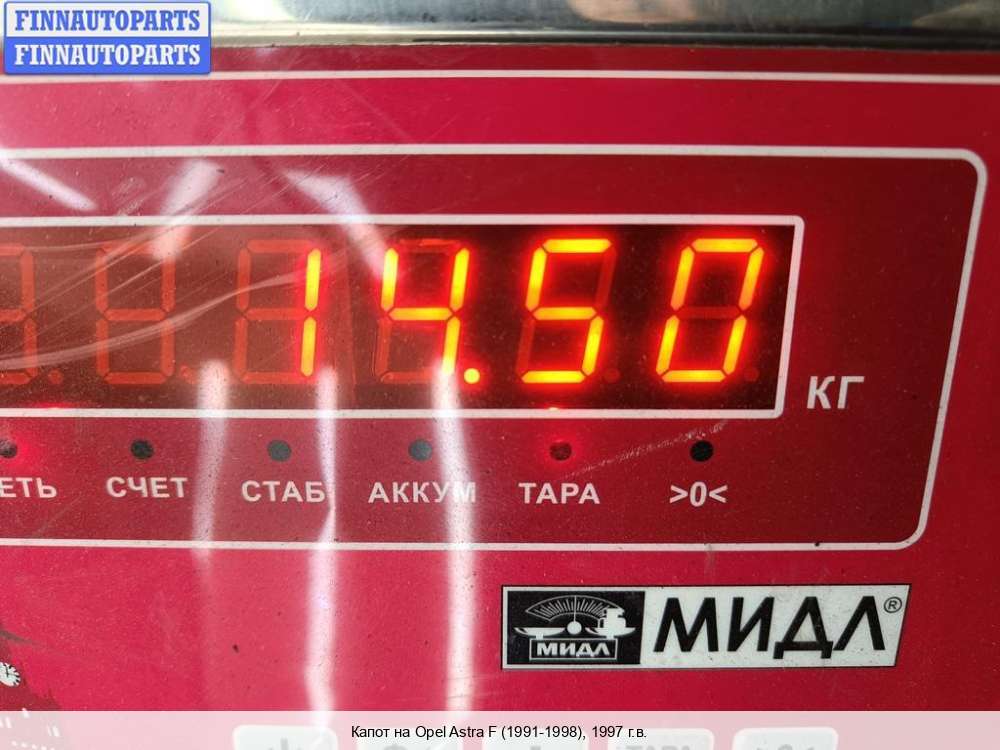 FINNAUTOPARTS
FINNAUTOPARTS
14.50
КГ
СЧЕТ СТАБ АККУМ ТАРА >0<
МИДЛ МИДЛ®
Капот на Opel Astra F (1991-1998), 1997 г.в.